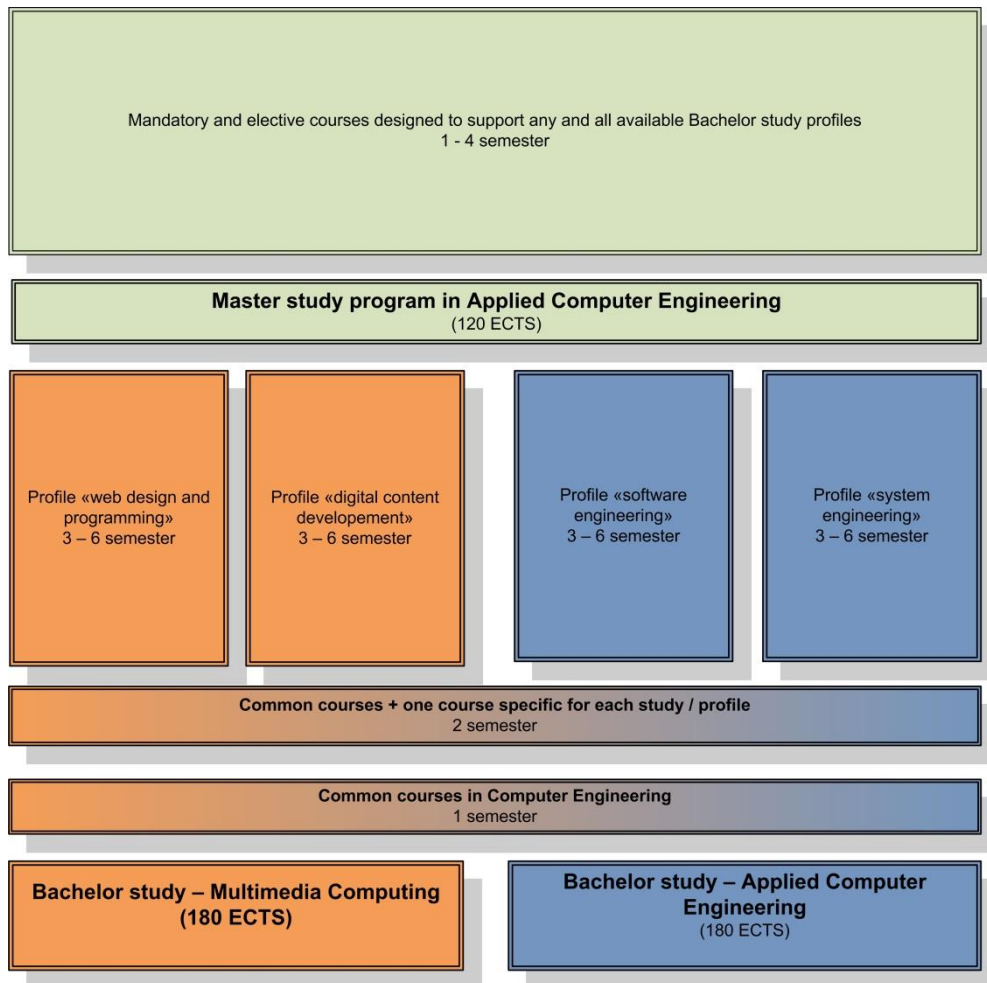 Mandatory and elective courses designed to support any and all available Bachelor study profiles
1 - 4 semester
Master study program in Applied Computer Engineering
(120 ECTS)
Profile «web design and
programming»
3 – 6 semester
Profile «digital content
developement»
3 – 6 semester
Profile «software
engineering»
3 – 6 semester
Profile «system
engineering»
3 – 6 semester
Common courses + one course specific for each study / profile
2 semester
Common courses in Computer Engineering
1 semester
Bachelor study – Multimedia Computing
(180 ECTS)
Bachelor study – Applied Computer
Engineering
(180 ECTS)